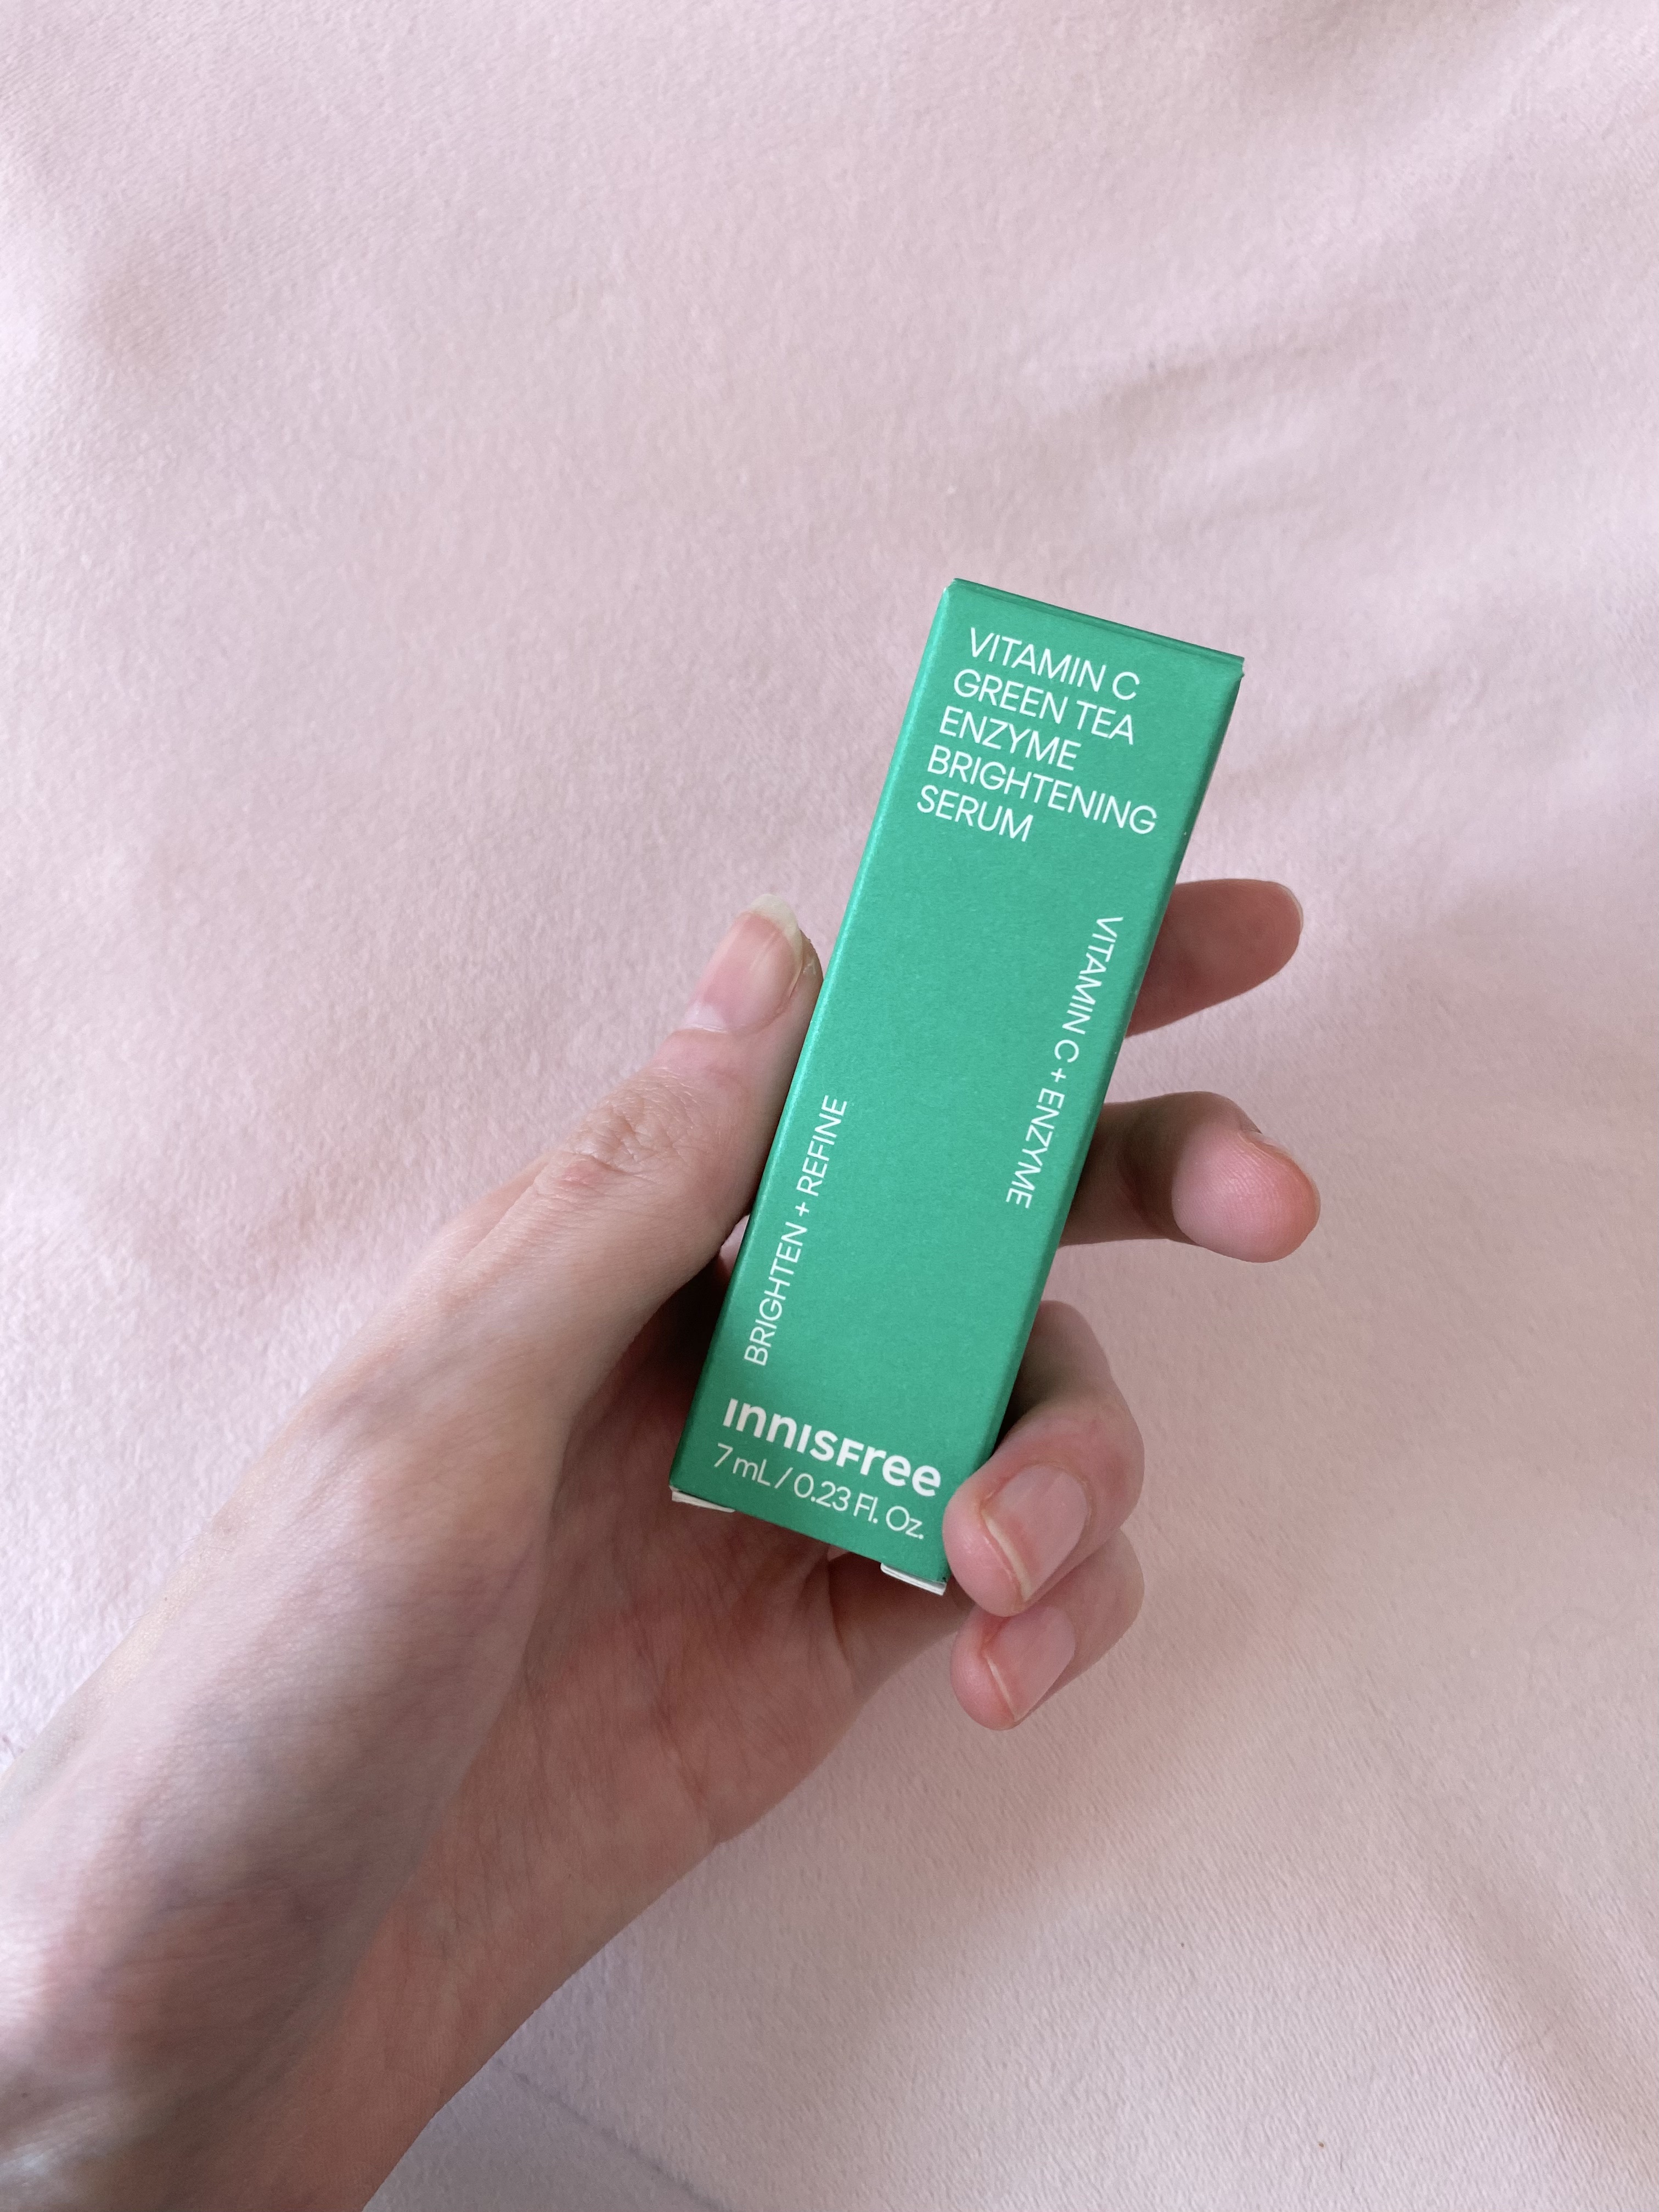 VITAMIN C
GREEN TEA
ENZYME
BRIGHTENING
SERUM
VITAMIN C + ENZYME
BRIGHTEN + REFINE
INNISFree
7 mL / 0.23 Fl. Oz.